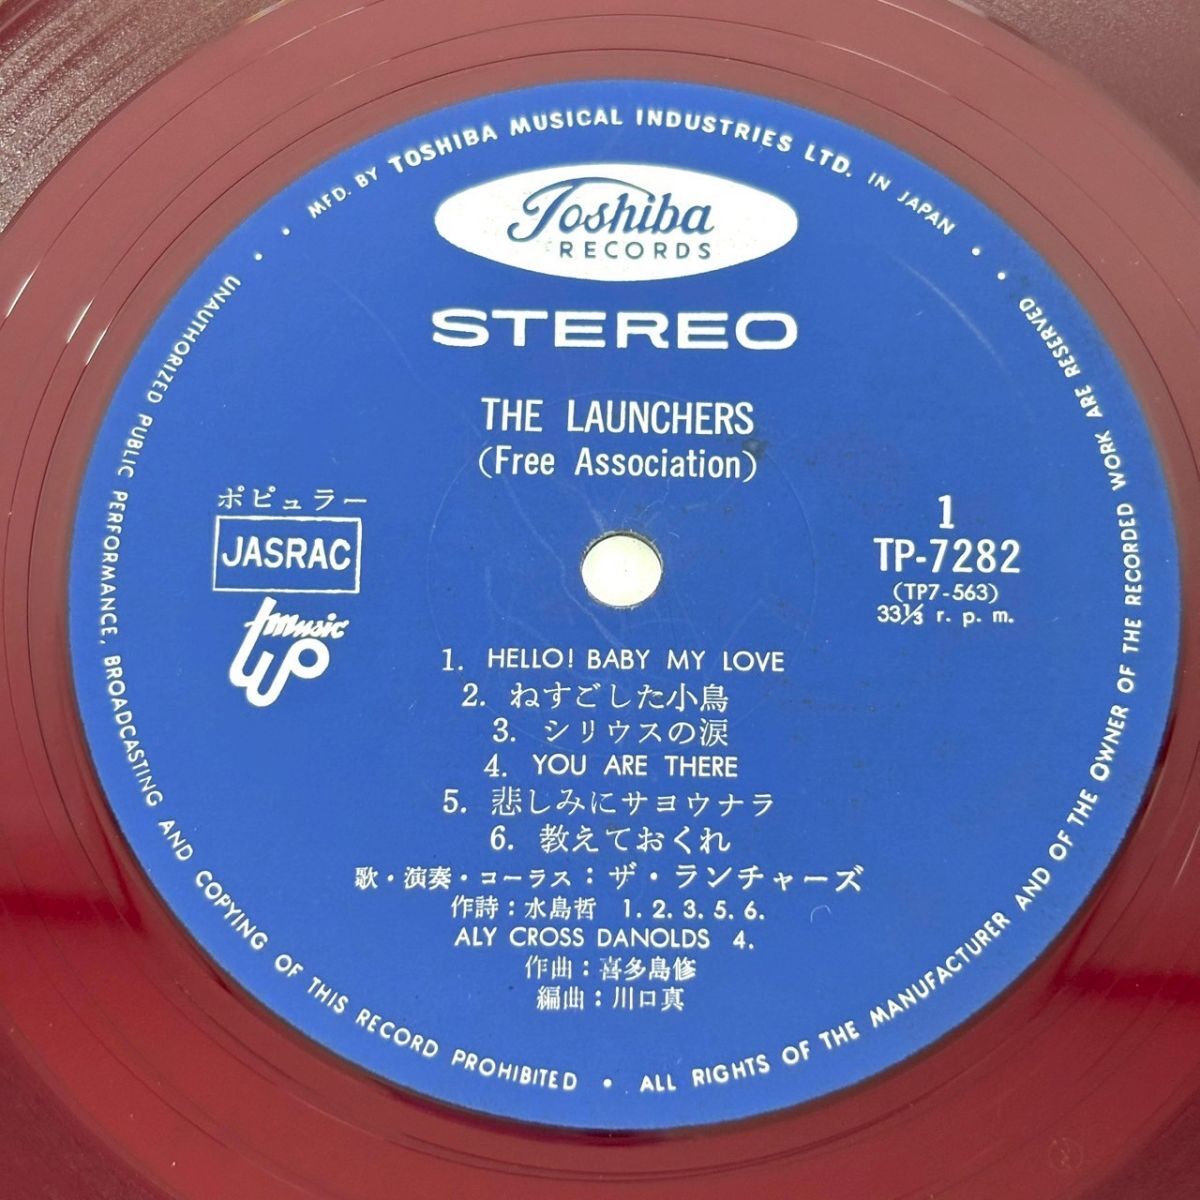 MFD. BY TOSHIBA MUSICAL INDUSTRIES LTD. IN JAPAN
Toshiba
RECORDS
STEREO
THE LAUNCHERS
(Free Association)
ポピュラー
JASRAC
music
up
1
TP-7282
(TP7-563)
33⅓ r. p. m.
1. HELLO! BABY MY LOVE
2. ねすごした小鳥
3. シリウスの涙
4. YOU ARE THERE
5. 悲しみにサヨウナラ
6. 教えておくれ
歌・演奏・コーラス：ザ・ランチャーズ
作詩：水島哲 1. 2. 3. 5. 6.
ALY CROSS DANOLDS 4.
作曲：喜多島修
編曲：川口真
UNAUTHORIZED PUBLIC PERFORMANCE, BROADCASTING AND COPYING OF THIS RECORD PROHIBITED • ALL RIGHTS OF THE MANUFACTURER AND OF THE OWNER OF THE RECORDED WORK ARE RESERVED